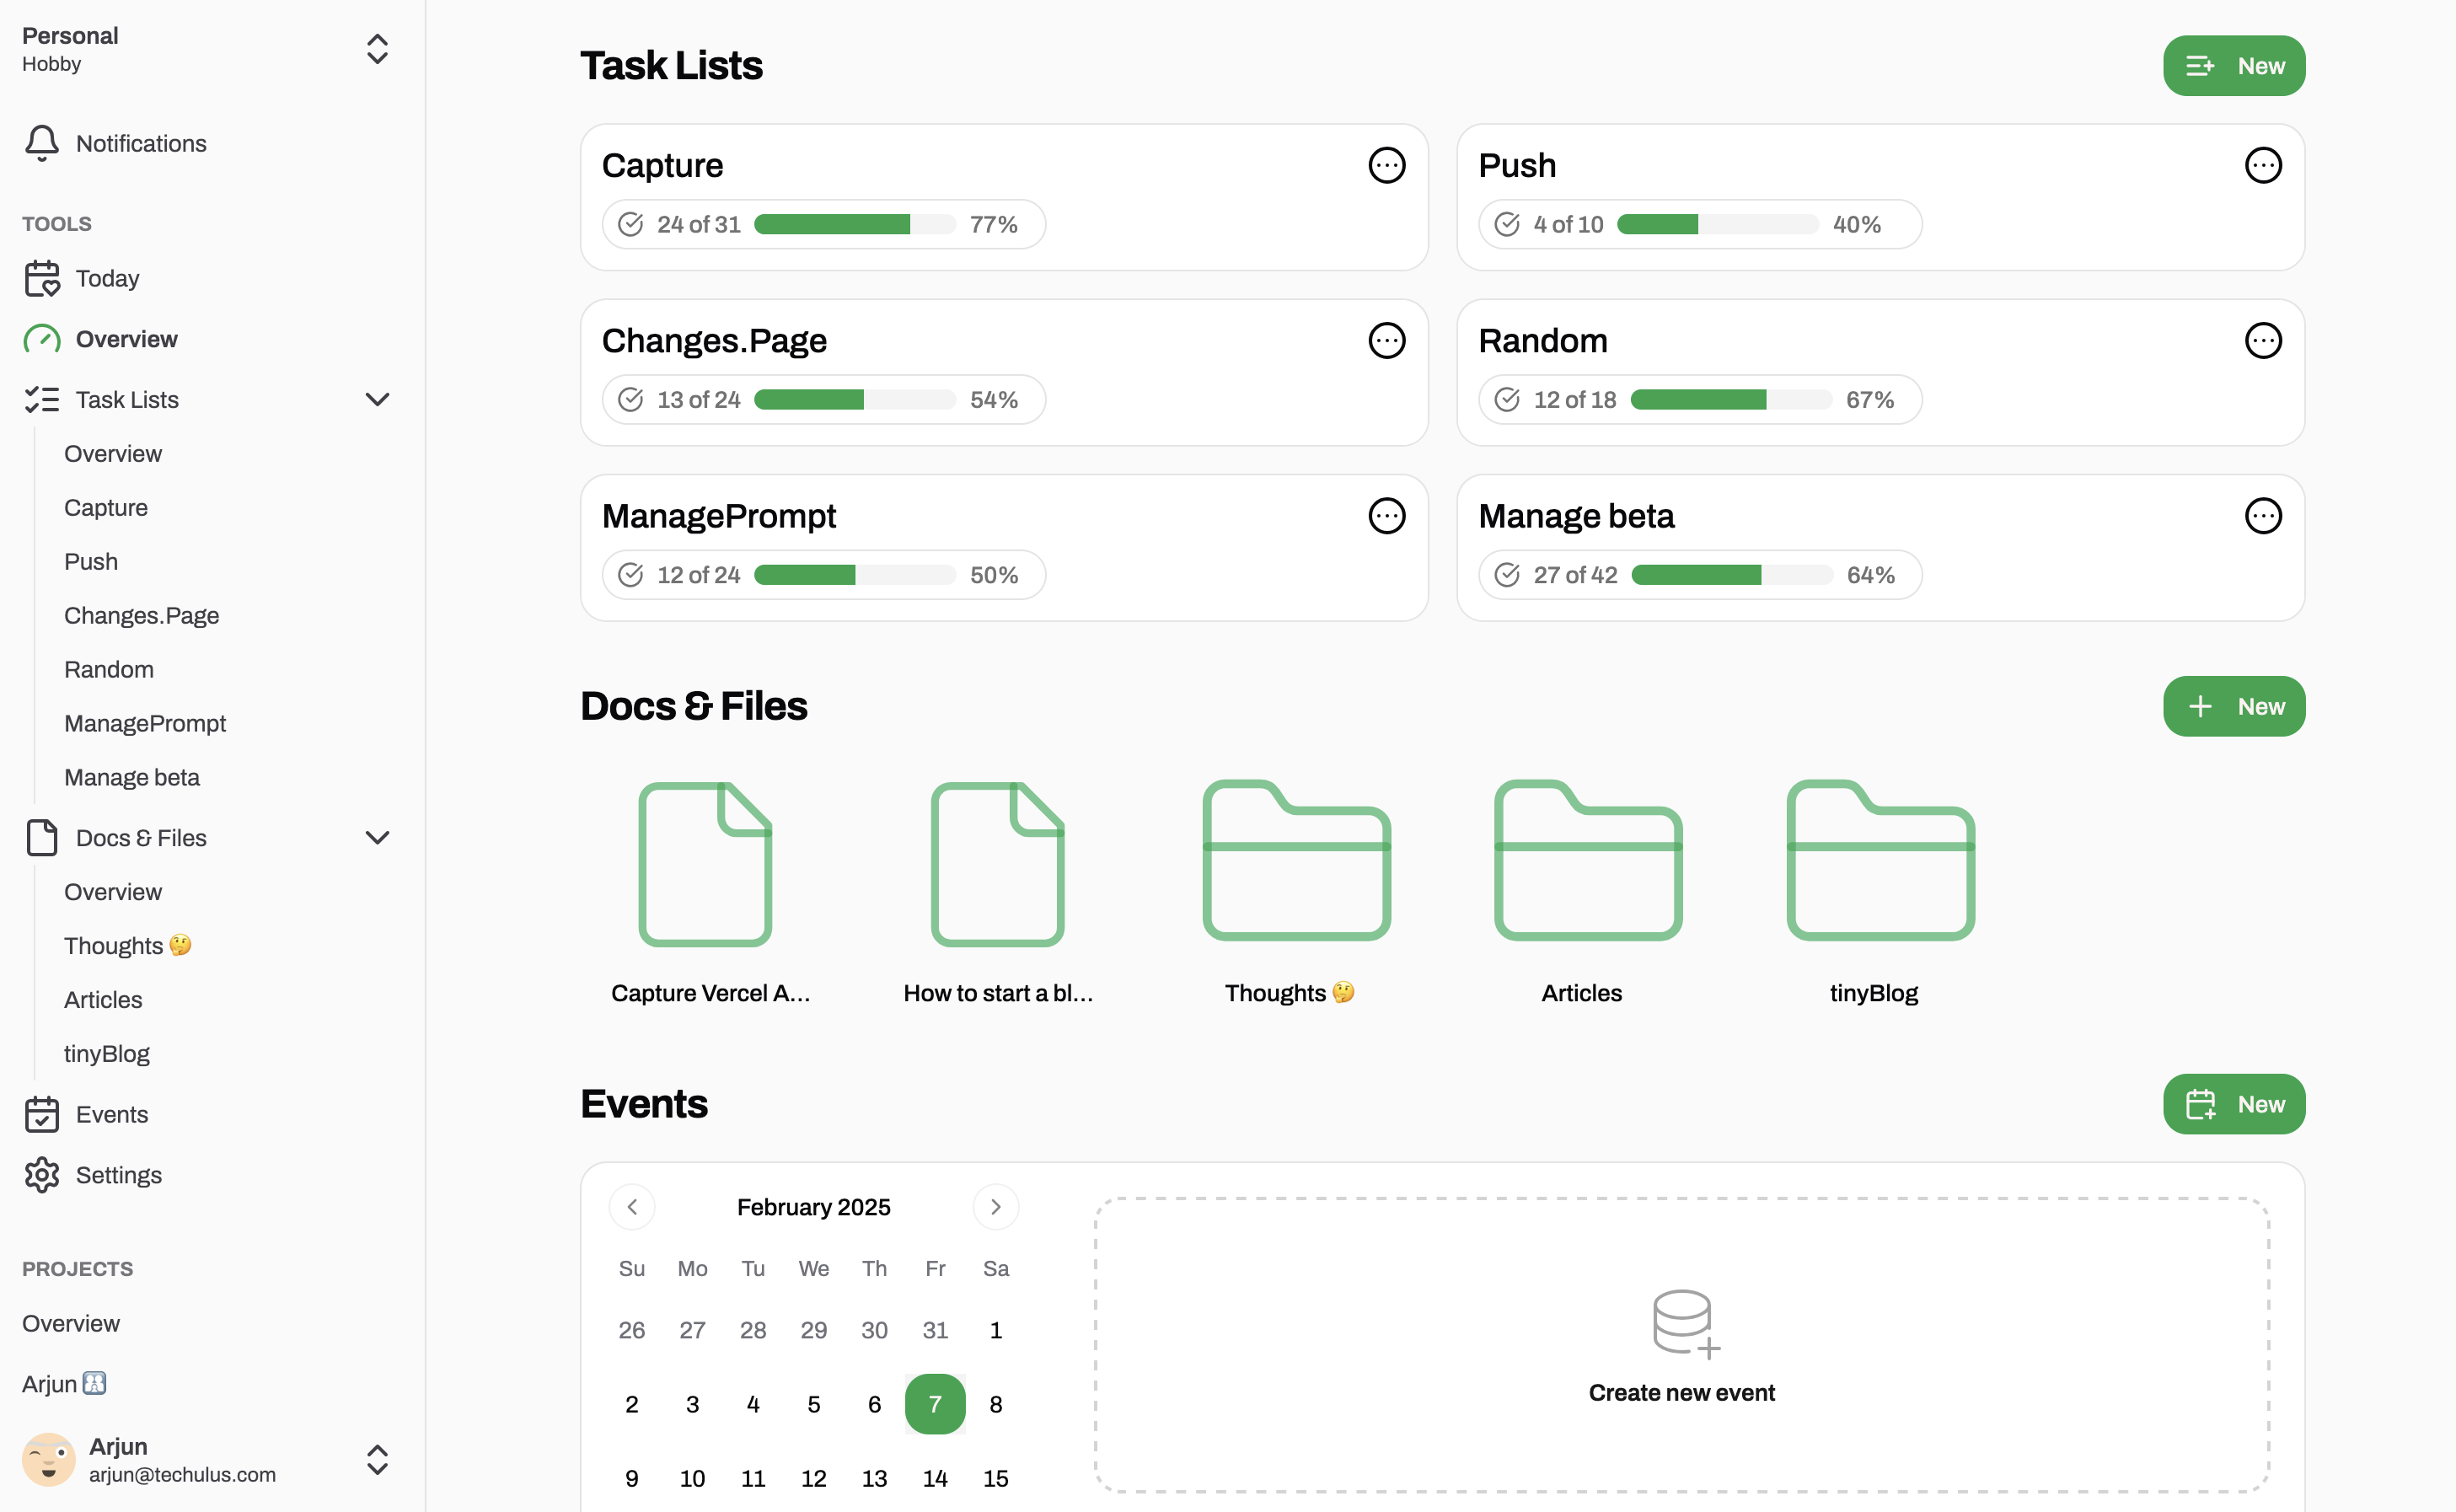 Personal
Hobby
Notifications
TOOLS
Today
Overview
Task Lists
Overview
Capture
Push
Changes.Page
Random
ManagePrompt
Manage beta
Docs & Files
Overview
Thoughts 🤔
Articles
tinyBlog
Events
Settings
PROJECTS
Overview
Arjun
Arjun
arjun@techulus.com
Task Lists
New
Capture
24 of 31 77%
Push
4 of 10 40%
Changes.Page
13 of 24 54%
Random
12 of 18 67%
ManagePrompt
12 of 24 50%
Manage beta
27 of 42 64%
Docs & Files
New
Capture Vercel A...
How to start a bl...
Thoughts 🤔
Articles
tinyBlog
Events
New
February 2025
Su Mo Tu We Th Fr Sa
26 27 28 29 30 31 1
2 3 4 5 6 7 8
9 10 11 12 13 14 15
Create new event